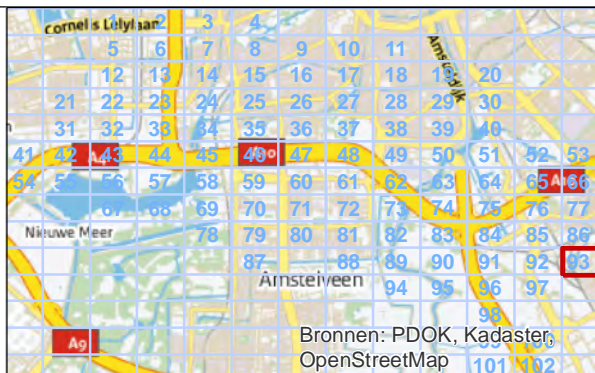 Cornelis Lelylaan 1 2 3 4
5 6 7 8 9 10 11
Amsteldijk
12 13 14 15 16 17 18 19 20
21 22 23 24 25 26 27 28 29 30
31 32 33 34 35 36 37 38 39 40
41 42 43 44 45 46 47 48 49 50 51 52 53
A4 A10
54 55 56 57 58 59 60 61 62 63 64 65 66
67 68 69 70 71 72 73 74 75 76 77
Nieuwe Meer 78 79 80 81 82 83 84 85 86
87 88 89 90 91 92 93
Amstelveen
94 95 96 97
98
Bronnen: PDOK, Kadaster,
A9
OpenStreetMap
101 102